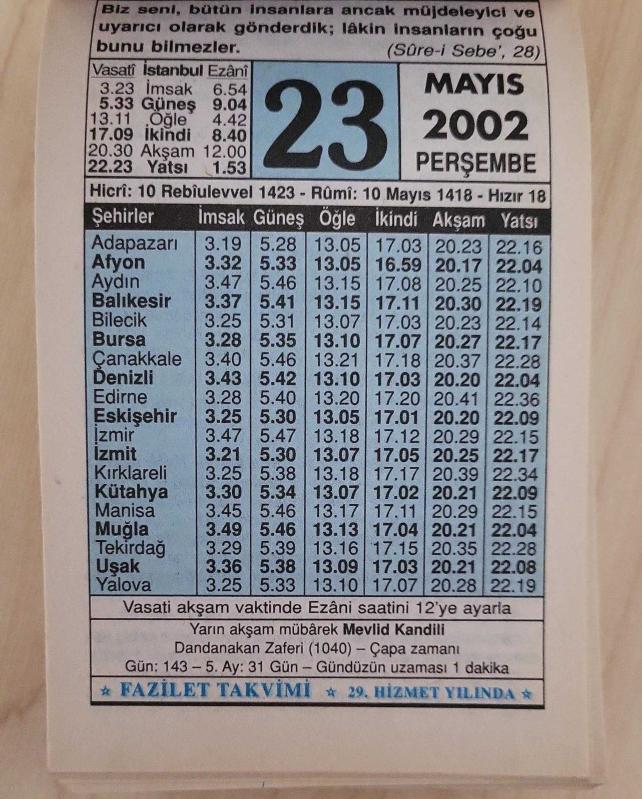 Biz seni, bütün insanlara ancak müjdeleyici ve
uyarıcı olarak gönderdik; lâkin insanların çoğu
bunu bilmezler. (Sûre-i Sebe', 28)
Vasatî İstanbul Ezânî
3.23 İmsak 6.54
5.33 Güneş 9.04
13.11 Öğle 4.42
17.09 İkindi 8.40
20.30 Akşam 12.00
22.23 Yatsı 1.53
23
MAYIS
2002
PERŞEMBE
Hicrî: 10 Rebîulevvel 1423 - Rûmî: 10 Mayıs 1418 - Hızır 18
Şehirler İmsak Güneş Öğle İkindi Akşam Yatsı
Adapazarı 3.19 5.28 13.05 17.03 20.23 22.16
Afyon 3.32 5.33 13.05 16.59 20.17 22.04
Aydın 3.47 5.46 13.15 17.08 20.25 22.10
Balıkesir 3.37 5.41 13.15 17.11 20.30 22.19
Bilecik 3.25 5.31 13.07 17.03 20.23 22.14
Bursa 3.28 5.35 13.10 17.07 20.27 22.17
Çanakkale 3.40 5.46 13.21 17.18 20.37 22.28
Denizli 3.43 5.42 13.10 17.03 20.20 22.04
Edirne 3.28 5.40 13.20 17.20 20.41 22.36
Eskişehir 3.25 5.30 13.05 17.01 20.20 22.09
İzmir 3.47 5.47 13.18 17.12 20.29 22.15
İzmit 3.21 5.30 13.07 17.05 20.25 22.17
Kırklareli 3.25 5.38 13.18 17.17 20.39 22.34
Kütahya 3.30 5.34 13.07 17.02 20.21 22.09
Manisa 3.45 5.46 13.17 17.11 20.29 22.15
Muğla 3.49 5.46 13.13 17.04 20.21 22.04
Tekirdağ 3.29 5.39 13.16 17.15 20.35 22.28
Uşak 3.36 5.38 13.09 17.03 20.21 22.08
Yalova 3.25 5.33 13.10 17.07 20.28 22.19
Vasati akşam vaktinde Ezâni saatini 12'ye ayarla
Yarın akşam mübârek Mevlid Kandili
Dandanakan Zaferi (1040) – Çapa zamanı
Gün: 143 – 5. Ay: 31 Gün – Gündüzün uzaması 1 dakika
☆ FAZİLET TAKVİMİ ☆ 29. HİZMET YILINDA ☆